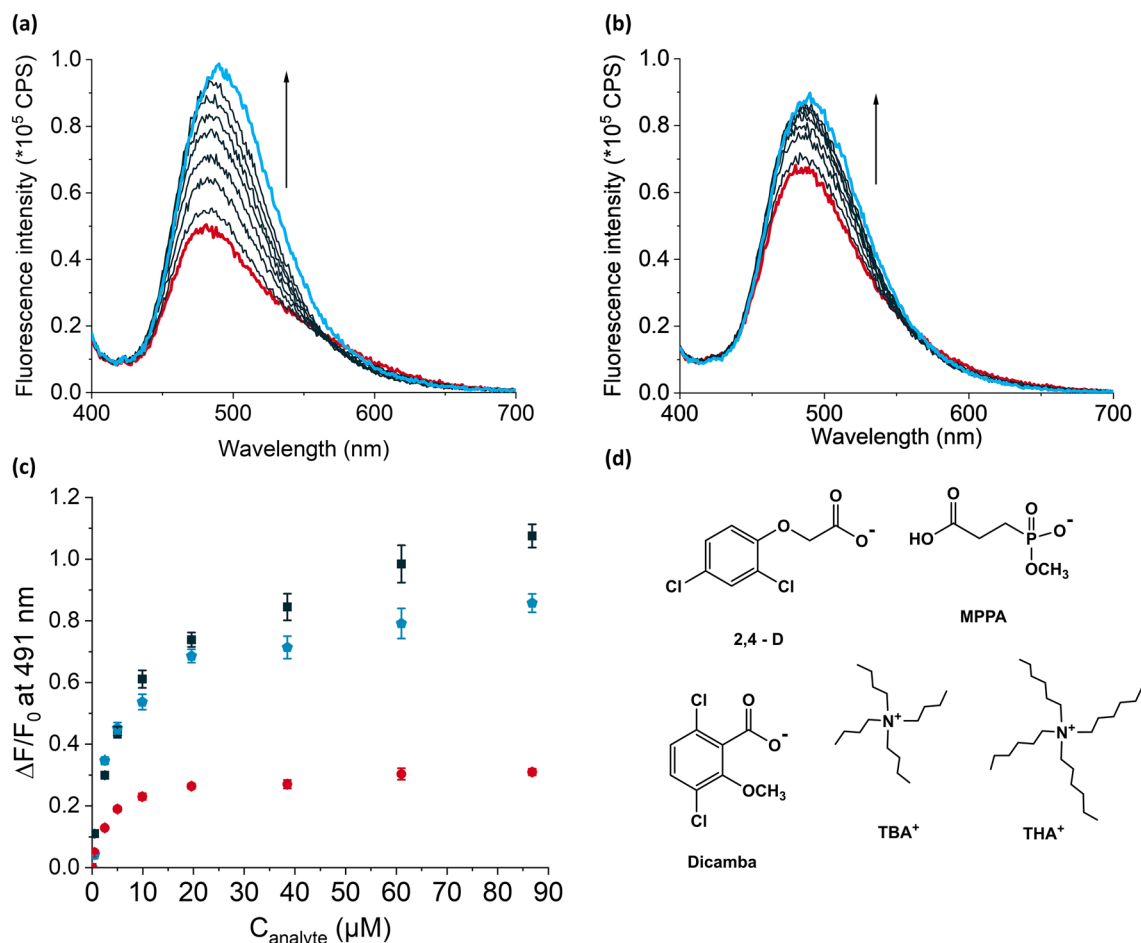 (a)
Fluorescence intensity (*10⁵ CPS)
1.0
0.8
0.6
0.4
0.2
0.0
400
500
600
700
Wavelength (nm)
(b)
Fluorescence intensity (*10⁵ CPS)
1.0
0.8
0.6
0.4
0.2
0.0
400
500
600
700
Wavelength (nm)
(c)
ΔF/F₀ at 491 nm
1.2
1.0
0.8
0.6
0.4
0.2
0.0
0
10
20
30
40
50
60
70
80
90
Cₐₙₐₗyₜₑ (µM)
(d)
O
O
O⁻
Cl
Cl
2,4 - D
O
HO
O
P
O⁻
OCH₃
MPPA
Cl
O
O⁻
OCH₃
Cl
Dicamba
N⁺
TBA⁺
N⁺
THA⁺